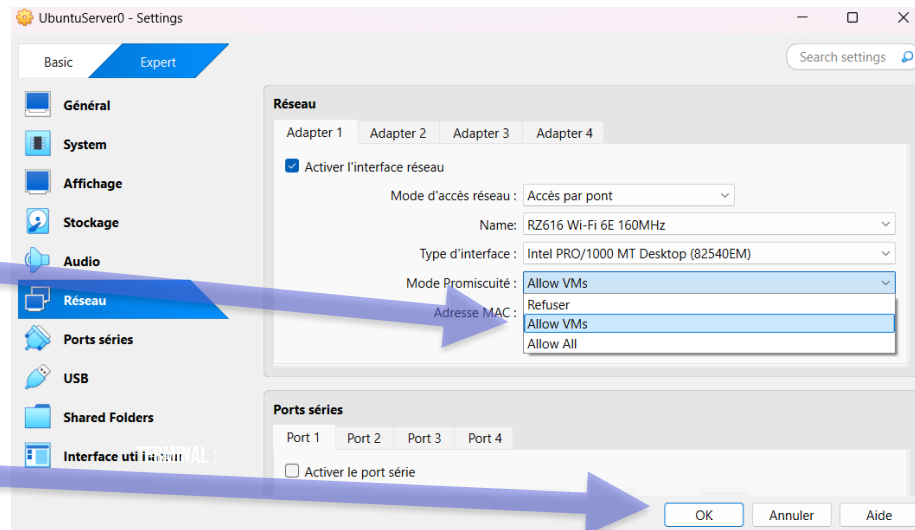 UbuntuServer0 - Settings
Basic
Expert
Search settings
Général
System
Affichage
Stockage
Audio
Réseau
Ports séries
USB
Shared Folders
Interface utilisateur
TERMINAL :
Réseau
Adapter 1 Adapter 2 Adapter 3 Adapter 4
Activer l'interface réseau
Mode d'accès réseau : Accès par pont
Name: RZ616 Wi-Fi 6E 160MHz
Type d'interface : Intel PRO/1000 MT Desktop (82540EM)
Mode Promiscuité : Allow VMs
Refuser
Adresse MAC : Allow VMs
Allow All
Ports séries
Port 1 Port 2 Port 3 Port 4
Activer le port série
OK Annuler Aide